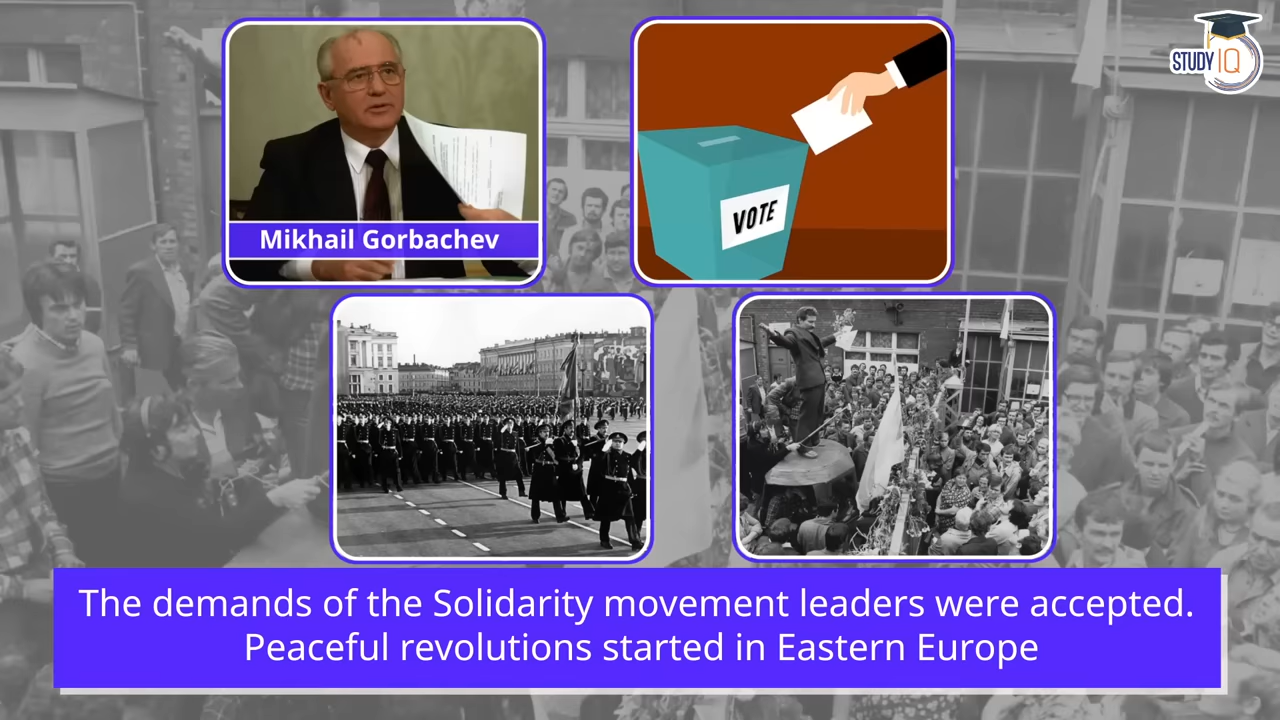 STUDY IQ
VOTE
Mikhail Gorbachev
The demands of the Solidarity movement leaders were accepted.
Peaceful revolutions started in Eastern Europe